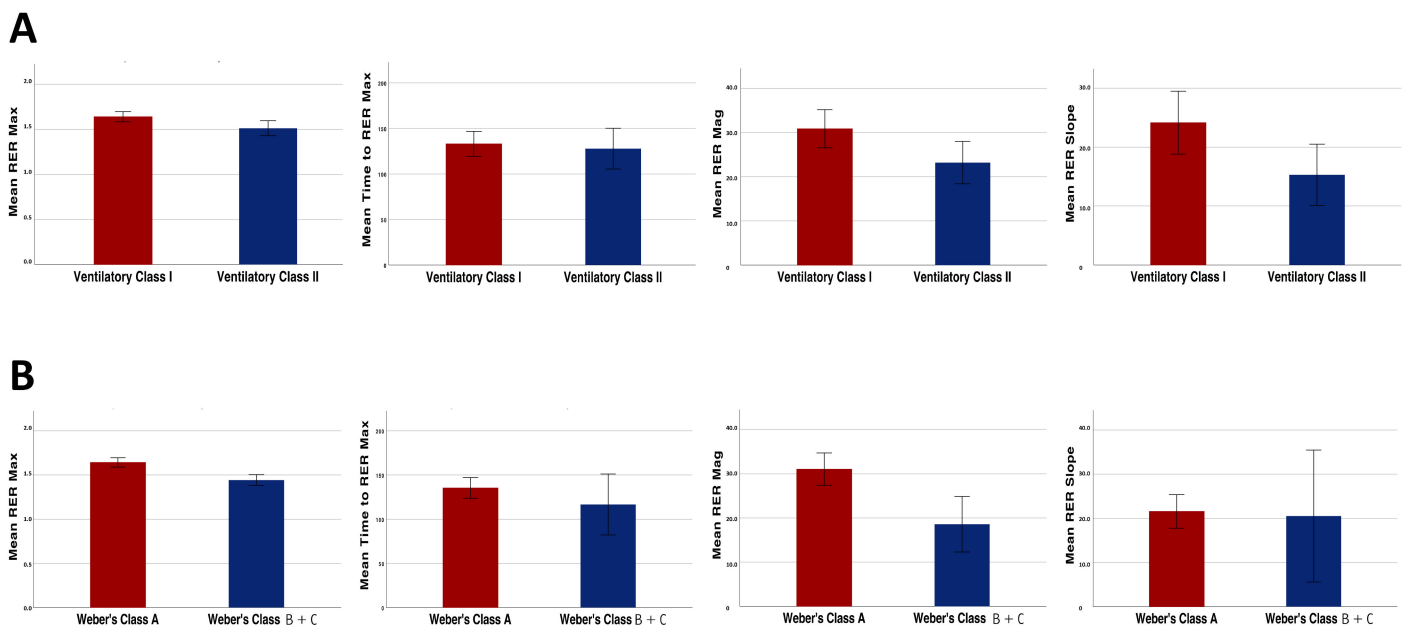 A
Mean RER Max
2.0
1.5
1.0
0.5
0.0
Ventilatory Class I
Ventilatory Class II
Mean Time to RER Max
200
150
100
50
0
Ventilatory Class I
Ventilatory Class II
Mean RER Mag
40.0
30.0
20.0
10.0
0
Ventilatory Class I
Ventilatory Class II
Mean RER Slope
30.0
20.0
10.0
0
Ventilatory Class I
Ventilatory Class II
B
Mean RER Max
2.0
1.5
1.0
0.5
0.0
Weber's Class A
Weber's Class B + C
Mean Time to RER Max
200
150
100
50
0
Weber's Class A
Weber's Class B + C
Mean RER Mag
40.0
30.0
20.0
10.0
0
Weber's Class A
Weber's Class B + C
Mean RER Slope
40.0
30.0
20.0
10.0
0
Weber's Class A
Weber's Class B + C